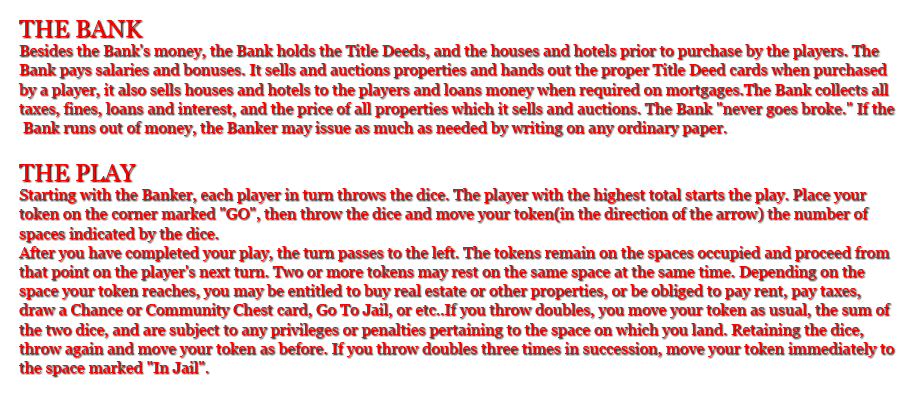 THE BANK
Besides the Bank's money, the Bank holds the Title Deeds, and the houses and hotels prior to purchase by the players. The
Bank pays salaries and bonuses. It sells and auctions properties and hands out the proper Title Deed cards when purchased
by a player, it also sells houses and hotels to the players and loans money when required on mortgages.The Bank collects all
taxes, fines, loans and interest, and the price of all properties which it sells and auctions. The Bank "never goes broke." If the
Bank runs out of money, the Banker may issue as much as needed by writing on any ordinary paper.
THE PLAY
Starting with the Banker, each player in turn throws the dice. The player with the highest total starts the play. Place your
token on the corner marked "GO", then throw the dice and move your token(in the direction of the arrow) the number of
spaces indicated by the dice.
After you have completed your play, the turn passes to the left. The tokens remain on the spaces occupied and proceed from
that point on the player's next turn. Two or more tokens may rest on the same space at the same time. Depending on the
space your token reaches, you may be entitled to buy real estate or other properties, or be obliged to pay rent, pay taxes,
draw a Chance or Community Chest card, Go To Jail, or etc..If you throw doubles, you move your token as usual, the sum of
the two dice, and are subject to any privileges or penalties pertaining to the space on which you land. Retaining the dice,
throw again and move your token as before. If you throw doubles three times in succession, move your token immediately to
the space marked "In Jail".